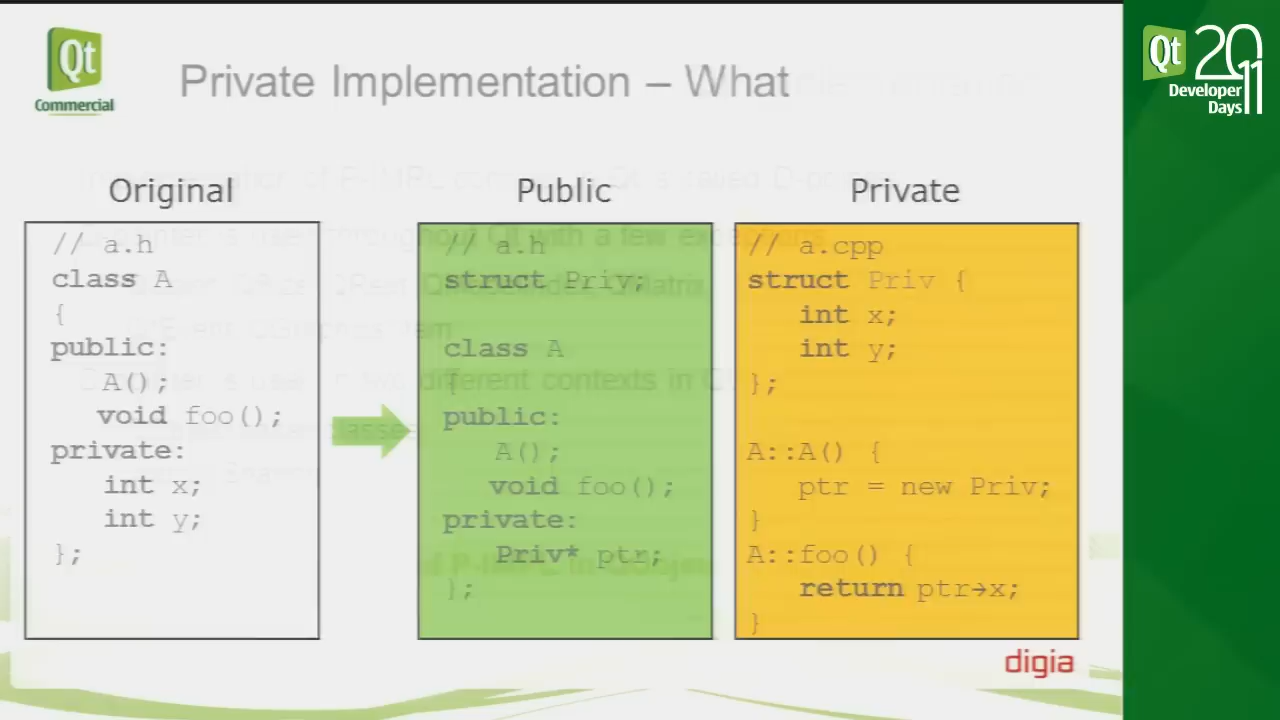 Qt
Commercial
Private Implementation – What
Qt 2011
Developer
Days
Original
// a.h
class A
{
public:
A();
void foo();
private:
int x;
int y;
};
Public
// a.h
struct Priv;
class A
{
public:
A();
void foo();
private:
Priv* ptr;
};
Private
// a.cpp
struct Priv {
int x;
int y;
};
A::A() {
ptr = new Priv;
}
A::foo() {
return ptr→x;
}
digia